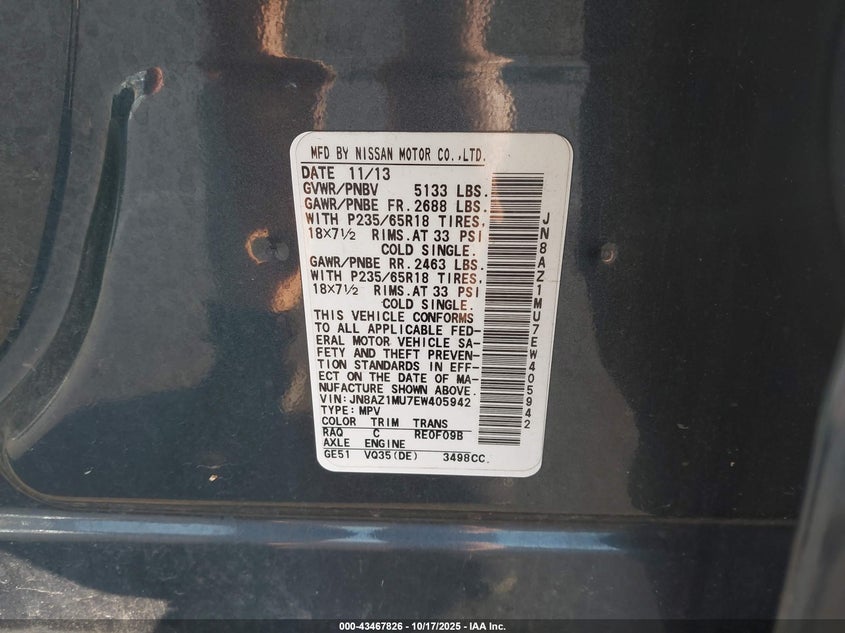 MFD BY NISSAN MOTOR CO.,LTD.
DATE 11/13
GVWR/PNBV 5133 LBS.
GAWR/PNBE FR.2688 LBS.
WITH P235/65R18 TIRES,
18×7½ RIMS.AT 33 PSI
COLD SINGLE.
GAWR/PNBE RR.2463 LBS.
WITH P235/65R18 TIRES,
18×7½ RIMS.AT 33 PSI
COLD SINGLE.
THIS VEHICLE CONFORMS
TO ALL APPLICABLE FED-
ERAL MOTOR VEHICLE SA-
FETY AND THEFT PREVEN-
TION STANDARDS IN EFF-
ECT ON THE DATE OF MA-
NUFACTURE SHOWN ABOVE.
VIN: JN8AZ1MU7EW405942
TYPE: MPV
COLOR TRIM TRANS
RAQ C RE0F09B
AXLE ENGINE
GE51 VQ35(DE) 3498CC.
JN8AZ1MU7EW405942
000-43467826 - 10/17/2025 - IAA Inc.